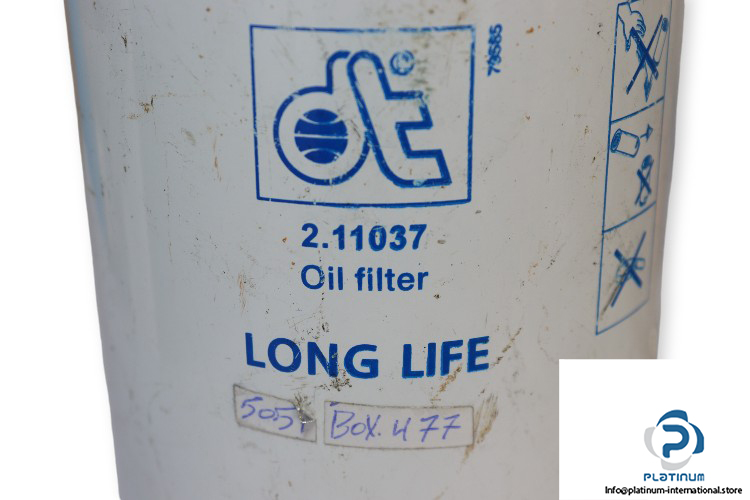 dt®
79585
2.11037
Oil filter
LONG LIFE
505,
Box.477
PLATINUM
Info@platinum-international.store